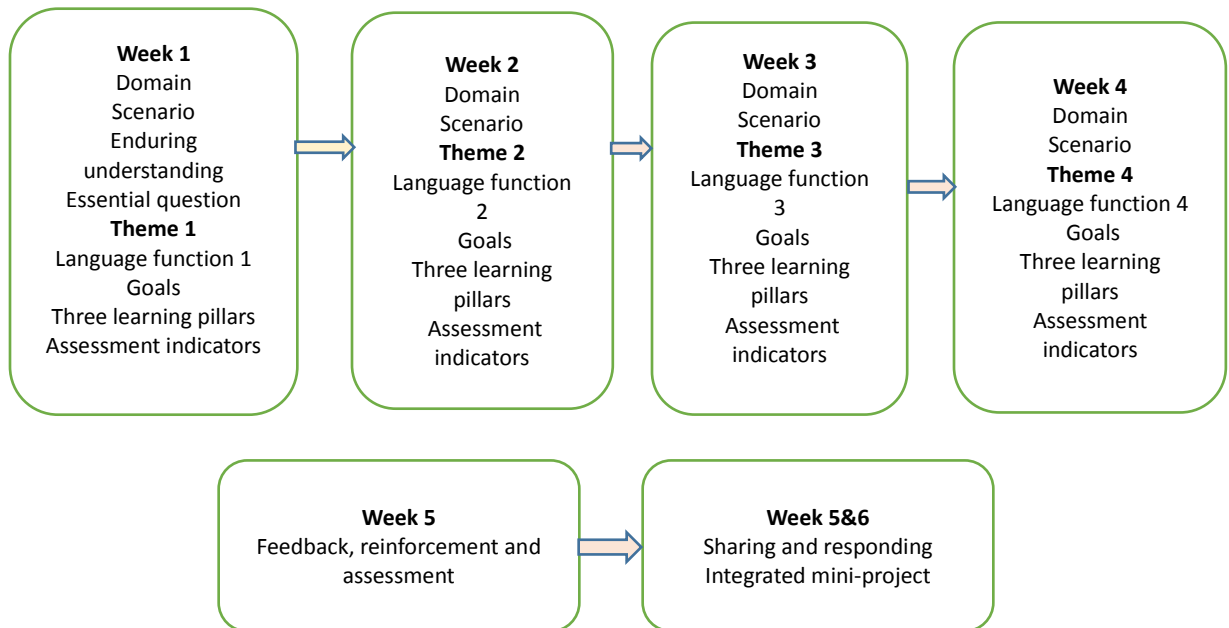 Week 1
Domain
Scenario
Enduring
understanding
Essential question
Theme 1
Language function 1
Goals
Three learning pillars
Assessment indicators
Week 2
Domain
Scenario
Theme 2
Language function
2
Goals
Three learning
pillars
Assessment
indicators
Week 3
Domain
Scenario
Theme 3
Language function
3
Goals
Three learning
pillars
Assessment
indicators
Week 4
Domain
Scenario
Theme 4
Language function 4
Goals
Three learning
pillars
Assessment
indicators
Week 5
Feedback, reinforcement and
assessment
Week 5&6
Sharing and responding
Integrated mini-project